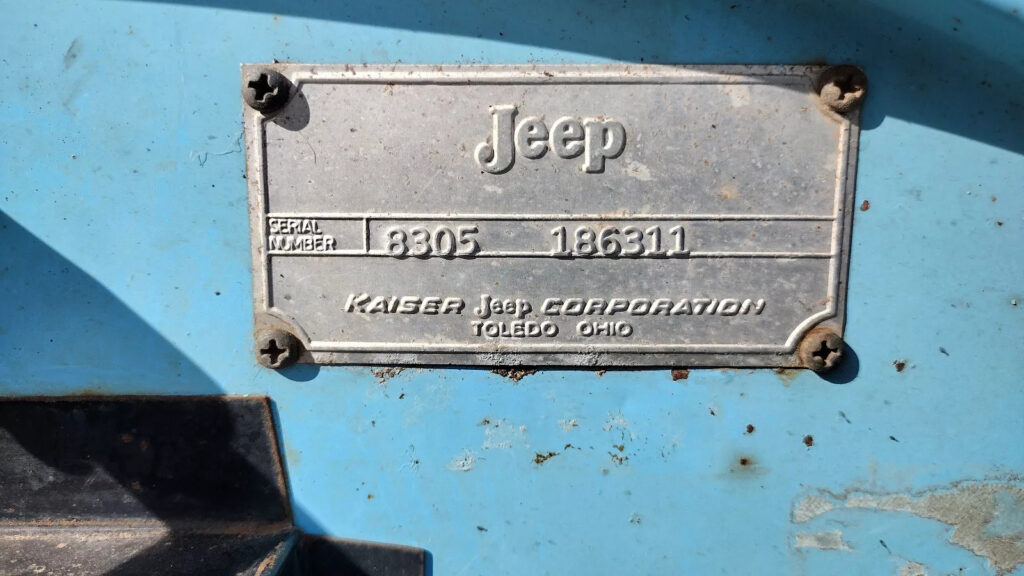 Jeep
SERIAL
NUMBER
8305 186311
KAISER Jeep CORPORATION
TOLEDO OHIO